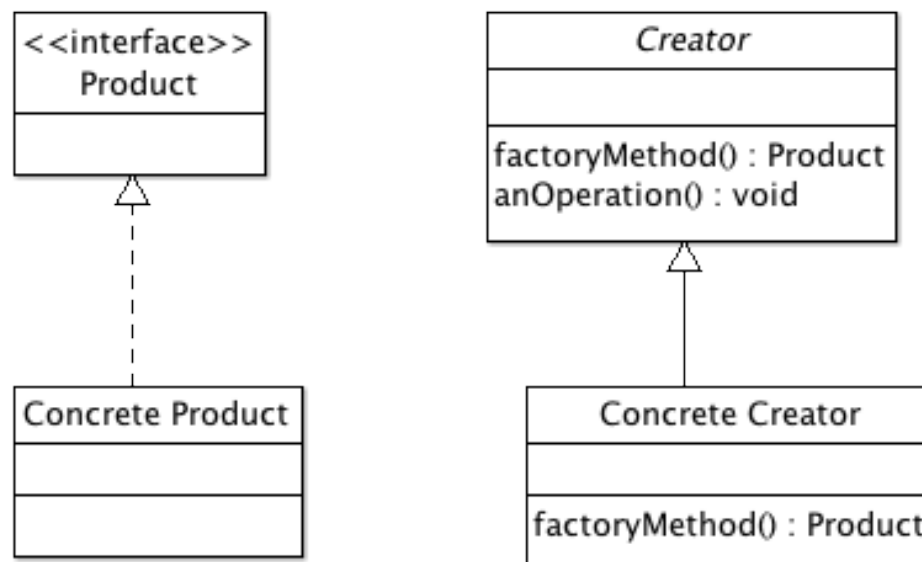 <<interface>>
Product
Creator
factoryMethod() : Product
anOperation() : void
Concrete Product
Concrete Creator
factoryMethod() : Product